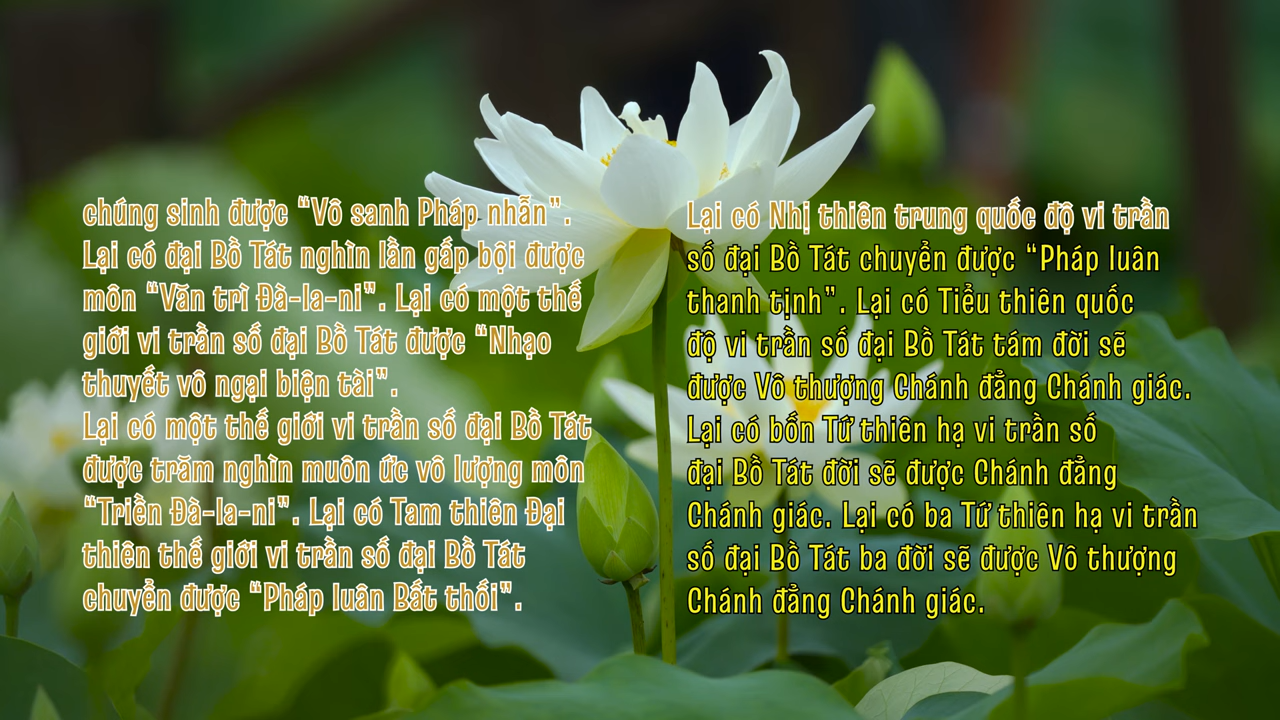 chúng sinh được “Vô sanh Pháp nhẫn”.
Lại có đại Bồ Tát nghìn lần gấp bội được
môn “Văn trì Đà-la-ni”. Lại có một thế
giới vi trần số đại Bồ Tát được “Nhạo
thuyết vô ngại biện tài”.
Lại có một thế giới vi trần số đại Bồ Tát
được trăm nghìn muôn ức vô lượng môn
“Triền Đà-la-ni”. Lại có Tam thiên Đại
thiên thế giới vi trần số đại Bồ Tát
chuyển được “Pháp luân Bất thối”.
Lại có Nhị thiên trung quốc độ vi trần
số đại Bồ Tát chuyển được “Pháp luân
thanh tịnh”. Lại có Tiểu thiên quốc
độ vi trần số đại Bồ Tát tám đời sẽ
được Vô thượng Chánh đẳng Chánh giác.
Lại có bốn Tứ thiên hạ vi trần số
đại Bồ Tát đời sẽ được Chánh đẳng
Chánh giác. Lại có ba Tứ thiên hạ vi trần
số đại Bồ Tát ba đời sẽ được Vô thượng
Chánh đẳng Chánh giác.